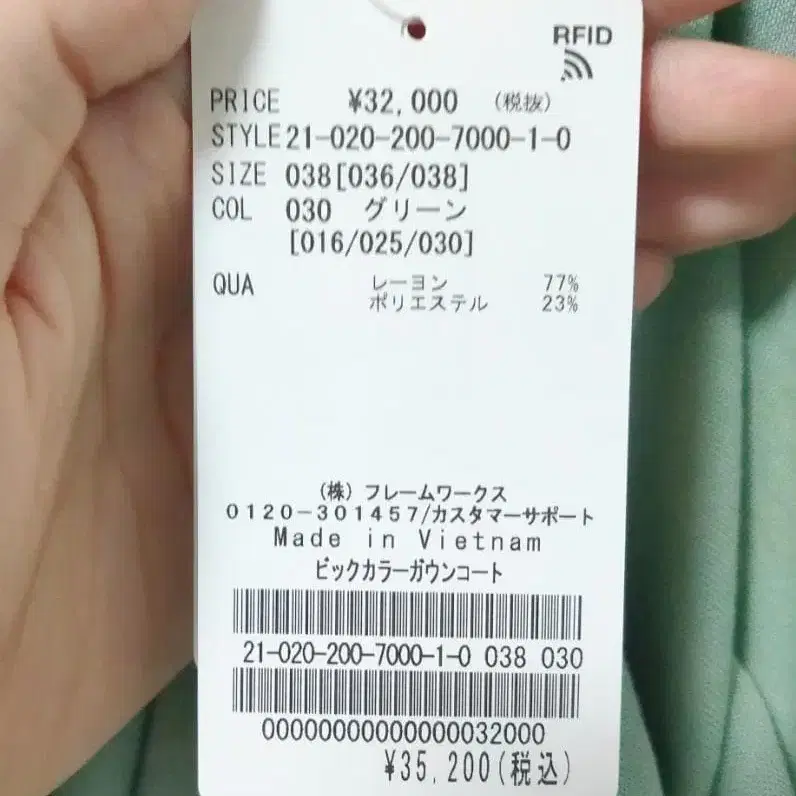 RFID
PRICE ¥32,000 (税抜)
STYLE 21-020-200-7000-1-0
SIZE 038[036/038]
COL 030 グリーン
[016/025/030]
QUA レーヨン 77%
ポリエステル 23%
(株) フレームワークス
0120-301457/カスタマーサポート
Made in Vietnam
ビックカラーガウンコート
21-020-200-7000-1-0 038 030
00000000000000032000
¥35,200(税込)